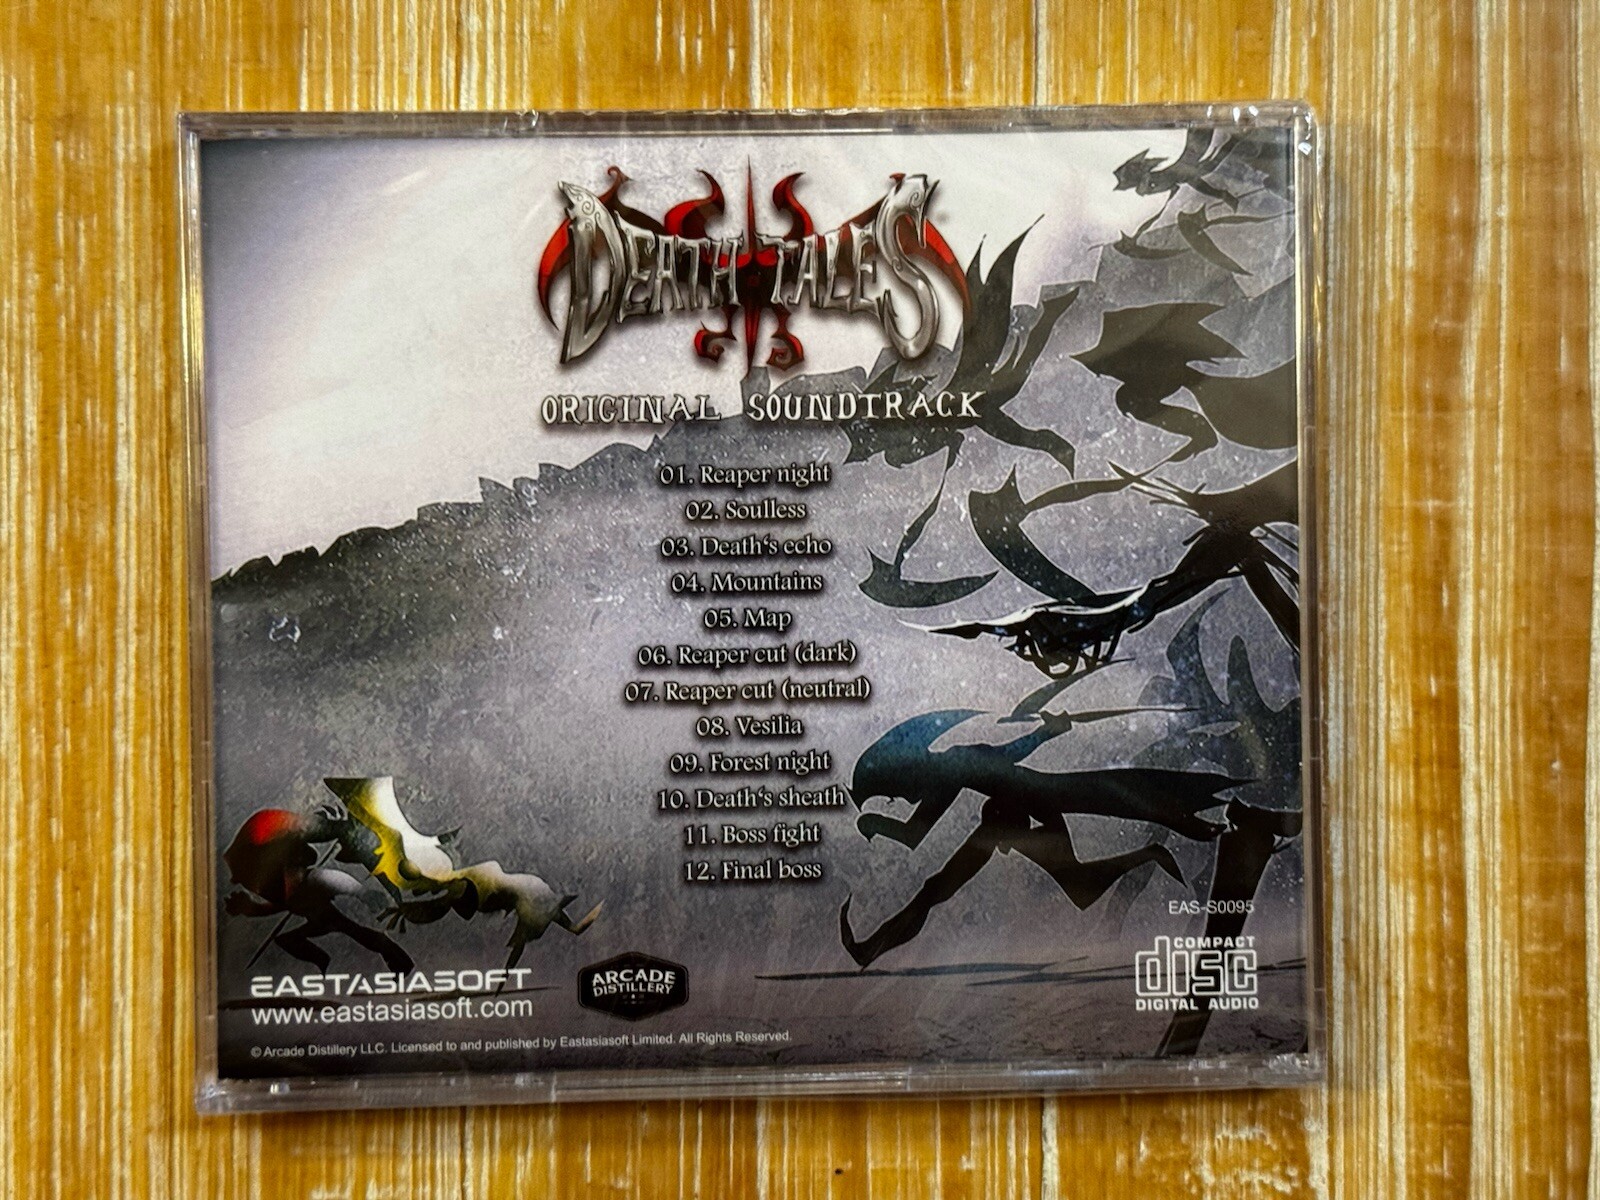 DEATH TALES
ORIGINAL SOUNDTRACK
01. Reaper night
02. Soulless
03. Death‘s echo
04. Mountains
05. Map
06. Reaper cut (dark)
07. Reaper cut (neutral)
08. Vesilia
09. Forest night
10. Death‘s sheath
11. Boss fight
12. Final boss
EAS-S0095
EASTASIASOFT
www.eastasiasoft.com
ARCADE
DISTILLERY
COMPACT
disc
DIGITAL AUDIO
© Arcade Distillery LLC. Licensed to and published by Eastasiasoft Limited. All Rights Reserved.